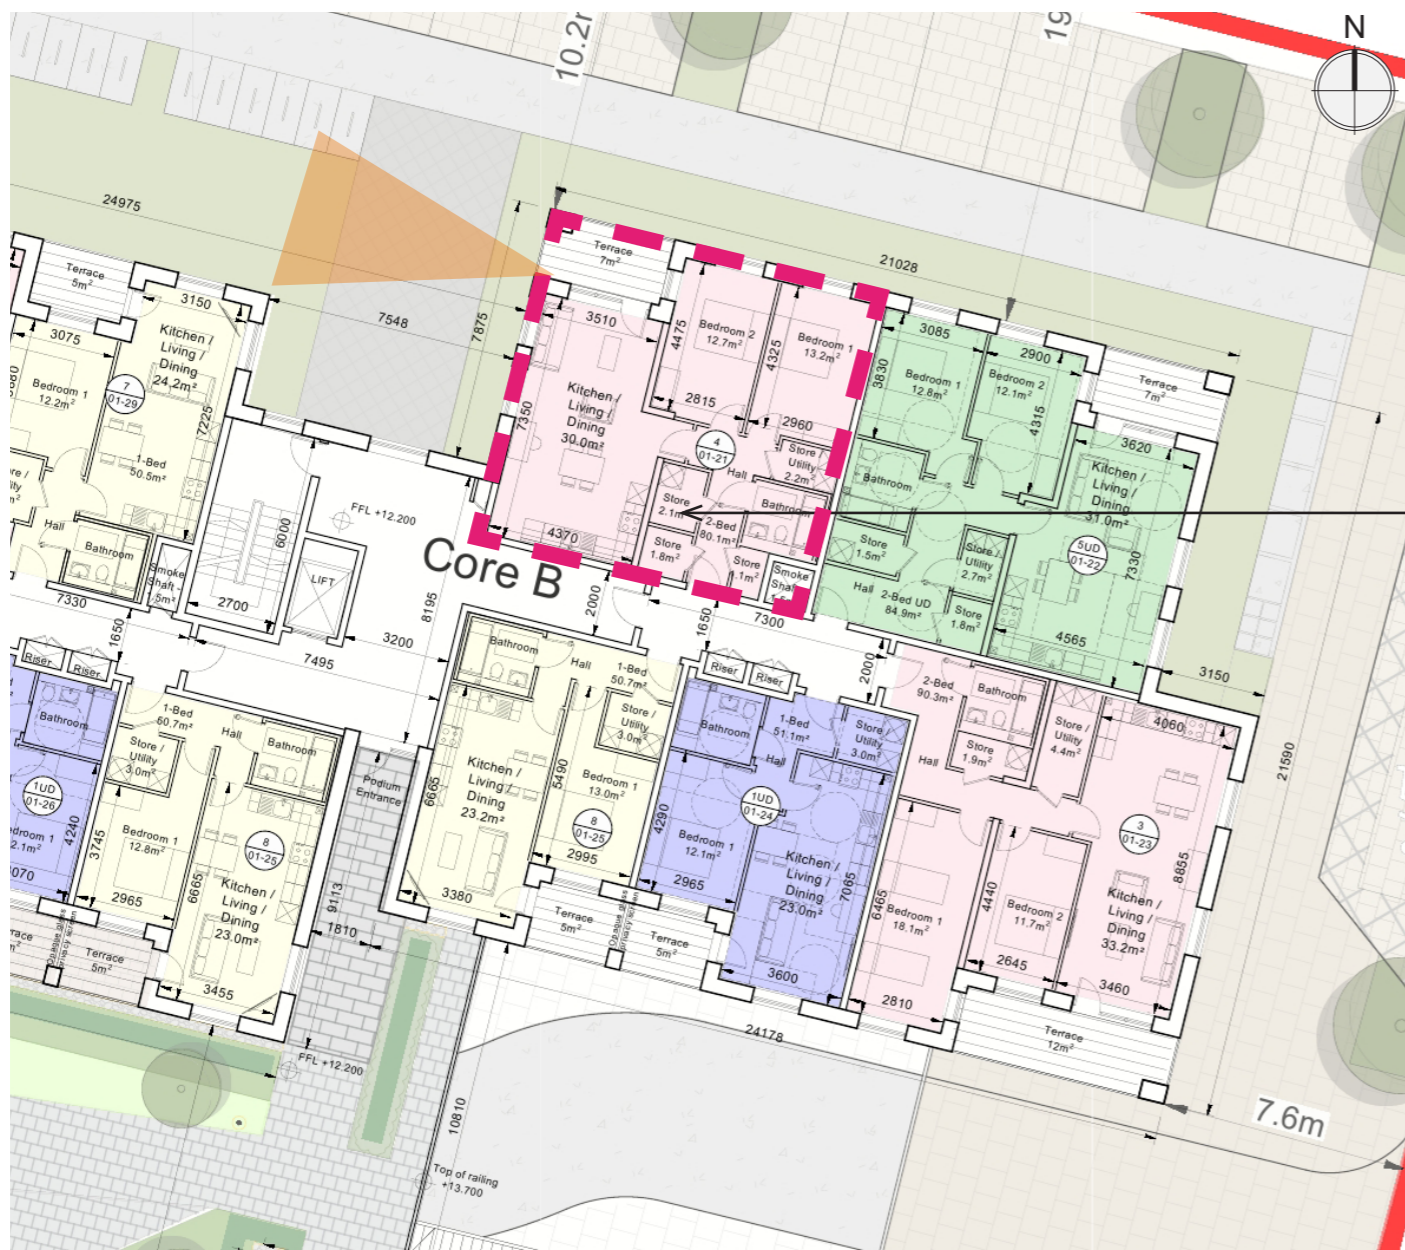 N
10.2m
19
24975
7548
7875
21028
Terrace
5m²
3150
Kitchen /
Living /
Dining
24.2m²
3075
Bedroom 1
12.2m²
7
01-29
7225
1-Bed
50.5m²
Hall
Bathroom
Smoke
Shaft
Terrace
7m²
3510
Kitchen /
Living /
Dining
30.0m²
7350
4370
4475
Bedroom 2
12.7m²
2815
4325
Bedroom 1
13.2m²
2960
4
01-21
Hall
Store
Utility
2.2m²
Store
2.1m²
2-Bed
80.1m²
Bathroom
Store
1.8m²
Store
Smoke
Shaft
3085
Bedroom 1
12.8m²
3830
2900
Bedroom 2
12.1m²
4315
Terrace
7m²
3620
Kitchen /
Living /
Dining
31.0m²
5UD
01-22
7330
4565
Bathroom
Store
1.5m²
Store /
Utility
2.7m²
Hall
2-Bed UD
84.9m²
Store
1.8m²
3150
FFL +12.200
6000
LIFT
2700
3200
8195
Core B
2000
1650
7300
2000
7330
1650
7495
Riser
Riser
Bathroom
1UD
01-26
4240
Bedroom 1
2.1m²
3070
1-Bed
60.7m²
Hall
Bathroom
Store /
Utility
3.0m²
3745
Bedroom 1
12.8m²
2965
6665
8
01-25
Kitchen /
Living /
Dining
23.0m²
3455
Terrace
5m²
Opaque glass
privacy screen
Podium
Entrance
9113
1810
FFL +12.200
Bathroom
Hall
1-Bed
50.7m²
Store /
Utility
3.0m²
6665
Kitchen /
Living /
Dining
23.2m²
5490
Bedroom 1
13.0m²
8
01-25
2995
3380
Terrace
5m²
Opaque glass
privacy screen
Terrace
5m²
Riser
Riser
Bathroom
1-Bed
51.1m²
Hall
Store /
Utility
3.0m²
4290
Bedroom 1
12.1m²
2965
1UD
01-24
Kitchen /
Living /
Dining
23.0m²
7065
3600
2-Bed
90.3m²
Bathroom
Store
1.9m²
Hall
Store /
Utility
4.4m²
4060
3
01-23
8855
Kitchen /
Living /
Dining
33.2m²
3460
6465
Bedroom 1
18.1m²
2810
4440
Bedroom 2
11.7m²
2645
Terrace
12m²
21590
24178
10810
Top of railing
+13.700
7.6m